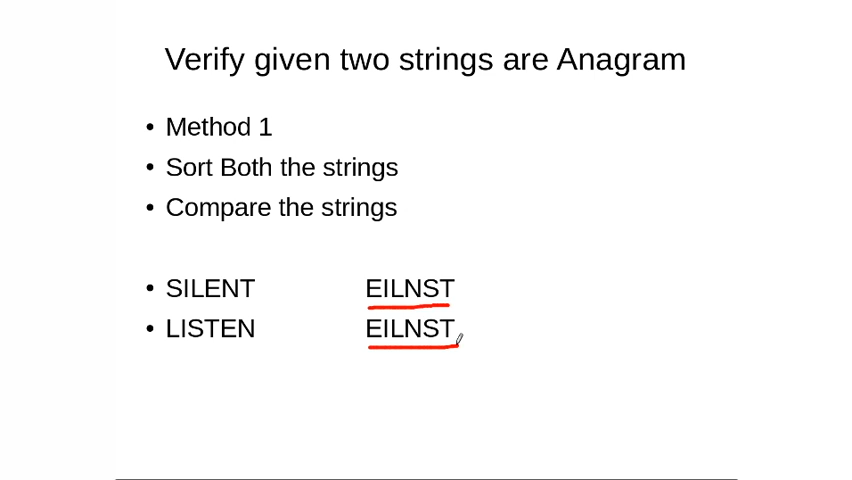 Verify given two strings are Anagram
• Method 1
• Sort Both the strings
• Compare the strings
• SILENT EILNST
• LISTEN EILNST